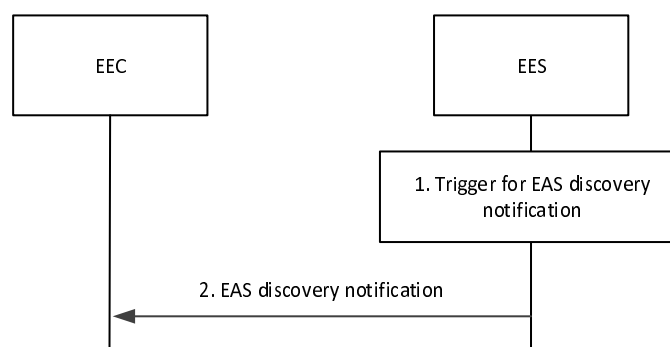 EEC
EES
1. Trigger for EAS discovery
notification
2. EAS discovery notification